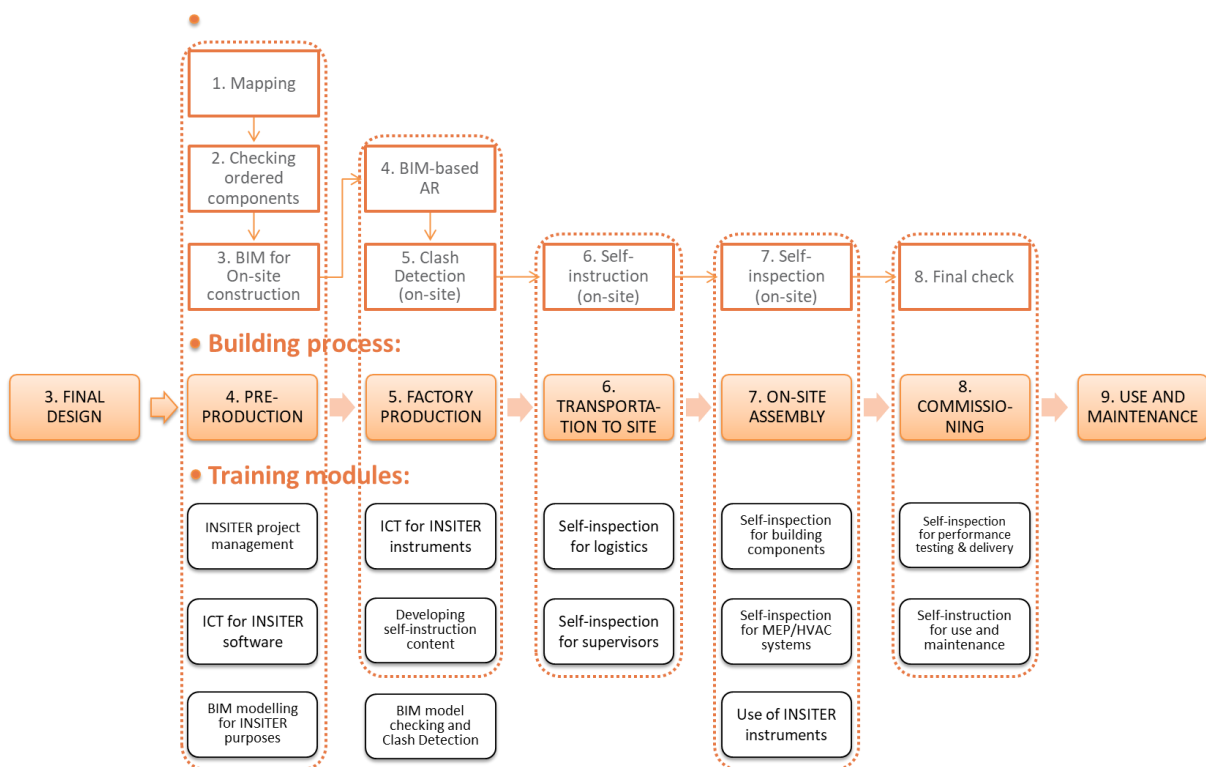 1. Mapping
2. Checking
ordered
components
3. BIM for
On-site
construction
4. BIM-based
AR
5. Clash
Detection
(on-site)
6. Self-
instruction
(on-site)
7. Self-
inspection
(on-site)
8. Final check
• Building process:
3. FINAL
DESIGN
4. PRE-
PRODUCTION
5. FACTORY
PRODUCTION
6.
TRANSPORTA-
TION TO SITE
7. ON-SITE
ASSEMBLY
8.
COMMISSIO-
NING
9. USE AND
MAINTENANCE
• Training modules:
INSITER project
management
ICT for INSITER
software
BIM modelling
for INSITER
purposes
ICT for INSITER
instruments
Developing
self-instruction
content
BIM model
checking and
Clash Detection
Self-inspection
for logistics
Self-inspection
for supervisors
Self-inspection
for building
components
Self-inspection
for MEP/HVAC
systems
Use of INSITER
instruments
Self-inspection
for performance
testing & delivery
Self-instruction
for use and
maintenance